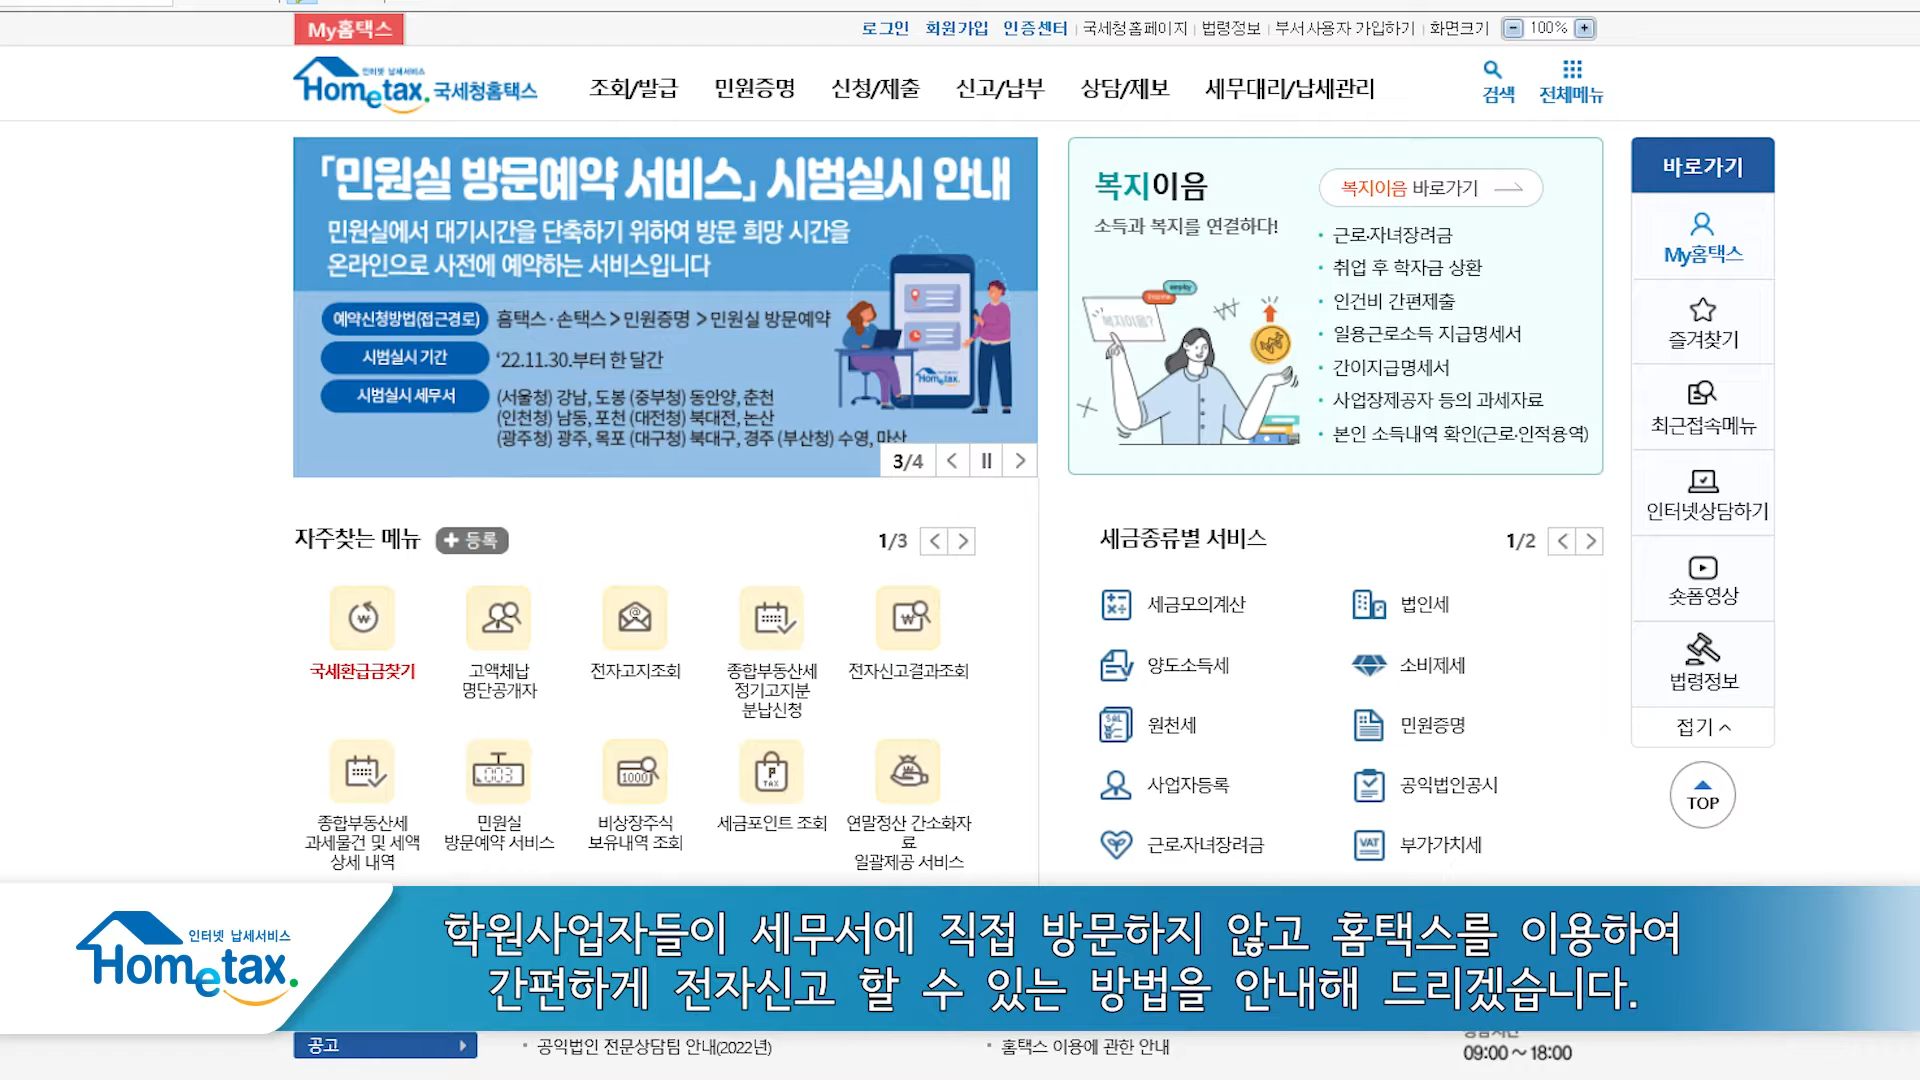 My홈택스
로그인 회원가입 인증센터 국세청홈페이지 법령정보 부서사용자 가입하기 화면크기 100%
인터넷 납세서비스
Hometax. 국세청홈택스
조회/발급 민원증명 신청/제출 신고/납부 상담/제보 세무대리/납세관리
검색 전체메뉴
「민원실 방문예약 서비스」 시범실시 안내
민원실에서 대기시간을 단축하기 위하여 방문 희망 시간을
온라인으로 사전에 예약하는 서비스입니다
예약신청방법(접근경로) 홈택스·손택스 > 민원증명 > 민원실 방문예약
시범실시 기간 ‘22.11.30.부터 한 달간
시범실시 세무서 (서울청) 강남, 도봉 (중부청) 동안양, 춘천
(인천청) 남동, 포천 (대전청) 북대전, 논산
(광주청) 광주, 목포 (대구청) 북대구, 경주 (부산청) 수영, 마산
Hometax.
3/4
복지이음
복지이음 바로가기
소득과 복지를 연결하다!
employ
복지이음?
· 근로·자녀장려금
· 취업 후 학자금 상환
· 인건비 간편제출
· 일용근로소득 지급명세서
· 간이지급명세서
· 사업장제공자 등의 과세자료
· 본인 소득내역 확인(근로·인적용역)
바로가기
My홈택스
즐겨찾기
최근접속메뉴
인터넷상담하기
숏폼영상
법령정보
접기
TOP
자주찾는 메뉴 + 등록 1/3
국세환급금찾기
고액체납
명단공개자
전자고지조회
종합부동산세
정기고지분
분납신청
전자신고결과조회
003
1000
P
TAX
종합부동산세
과세물건 및 세액
상세 내역
민원실
방문예약 서비스
비상장주식
보유내역 조회
세금포인트 조회
연말정산 간소화자
료
일괄제공 서비스
세금종류별 서비스 1/2
세금모의계산
법인세
양도소득세
소비제세
SAL
원천세
민원증명
사업자등록
공익법인공시
근로·자녀장려금
VAT
부가가치세
인터넷 납세서비스
Hometax.
학원사업자들이 세무서에 직접 방문하지 않고 홈택스를 이용하여
간편하게 전자신고 할 수 있는 방법을 안내해 드리겠습니다.
공고
· 공익법인 전문상담팀 안내(2022년)
· 홈택스 이용에 관한 안내
09:00 ~ 18:00